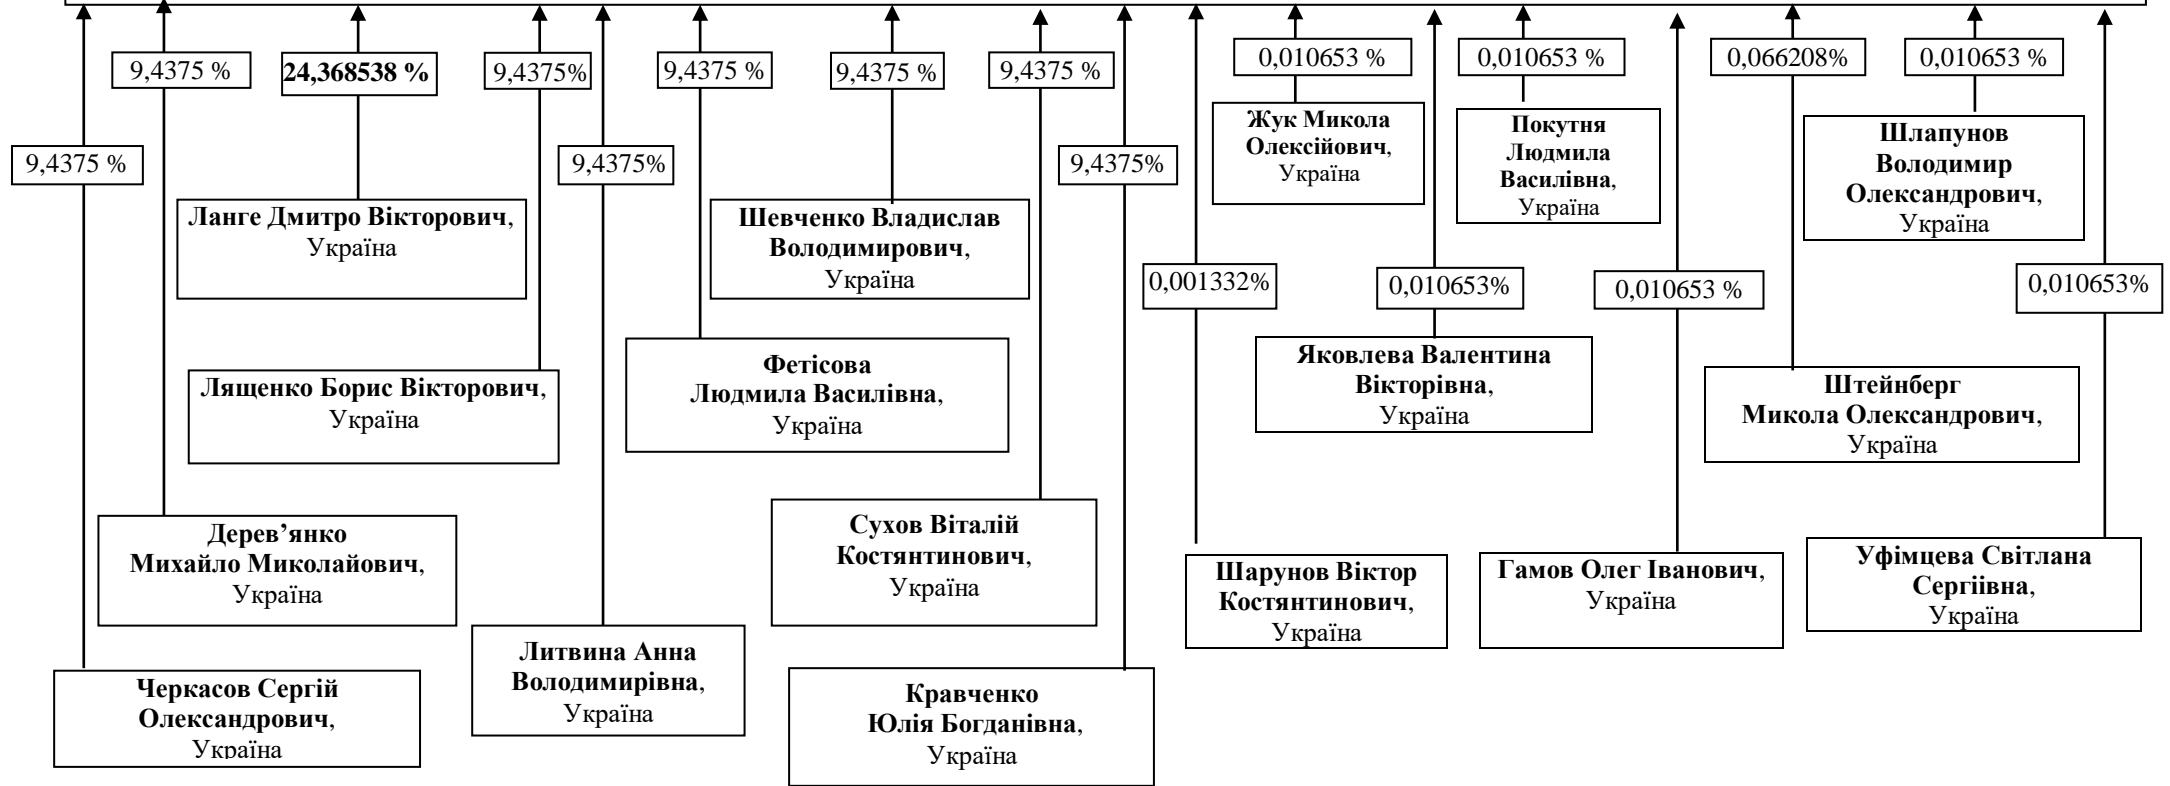 9,4375 %
24,368538 %
9,4375%
9,4375 %
9,4375 %
9,4375 %
0,010653 %
0,010653 %
0,066208%
0,010653 %
9,4375 %
9,4375%
9,4375%
Жук Микола
Олексійович,
Україна
Покутня
Людмила
Василівна,
Україна
Шлапунов
Володимир
Олександрович,
Україна
Ланге Дмитро Вікторович,
Україна
Шевченко Владислав
Володимирович,
Україна
0,001332%
0,010653%
0,010653 %
0,010653%
Лященко Борис Вікторович,
Україна
Фетісова
Людмила Василівна,
Україна
Яковлева Валентина
Вікторівна,
Україна
Штейнберг
Микола Олександрович,
Україна
Дерев’янко
Михайло Миколайович,
Україна
Сухов Віталій
Костянтинович,
Україна
Шарунов Віктор
Костянтинович,
Україна
Гамов Олег Іванович,
Україна
Уфімцева Світлана
Сергіівна,
Україна
Черкасов Сергій
Олександрович,
Україна
Литвина Анна
Володимирівна,
Україна
Кравченко
Юлія Богданівна,
Україна